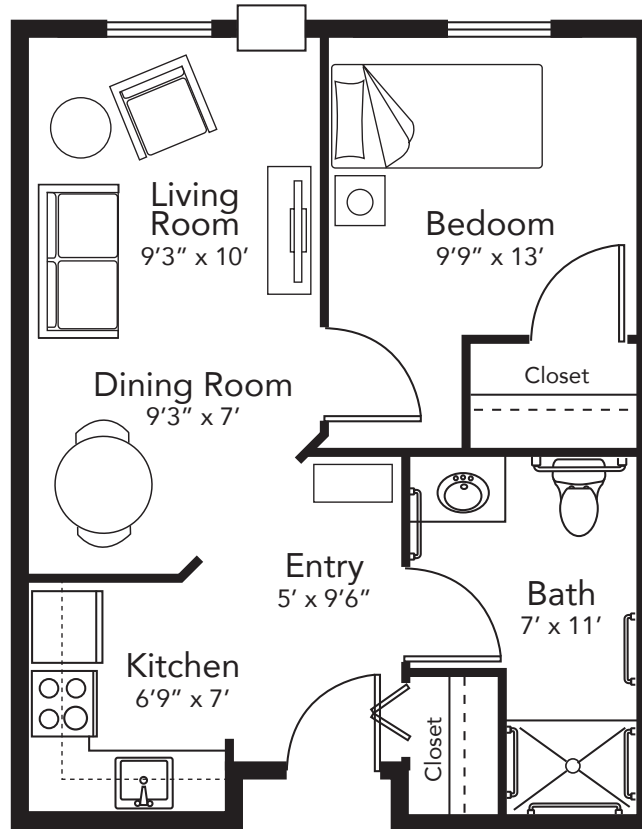 Living
Room
9’3” x 10’
Bedoom
9’9” x 13’
Closet
Dining Room
9’3” x 7’
Entry
5’ x 9’6”
Bath
7’ x 11’
Kitchen
6’9” x 7’
Closet